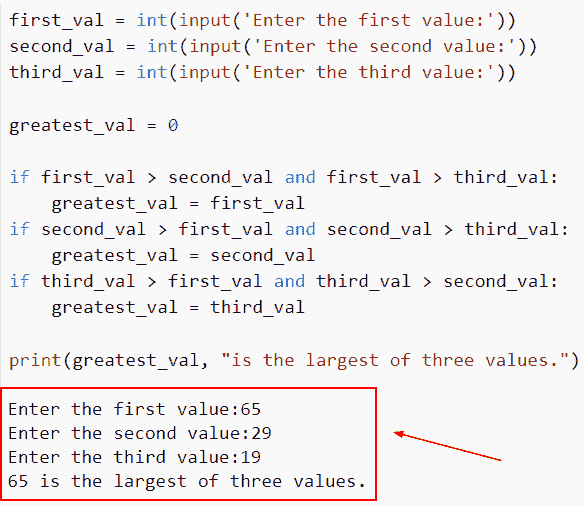 first_val = int(input('Enter the first value:'))
second_val = int(input('Enter the second value:'))
third_val = int(input('Enter the third value:'))

greatest_val = 0

if first_val > second_val and first_val > third_val:
    greatest_val = first_val
if second_val > first_val and second_val > third_val:
    greatest_val = second_val
if third_val > first_val and third_val > second_val:
    greatest_val = third_val

print(greatest_val, "is the largest of three values.")
Enter the first value:65
Enter the second value:29
Enter the third value:19
65 is the largest of three values.